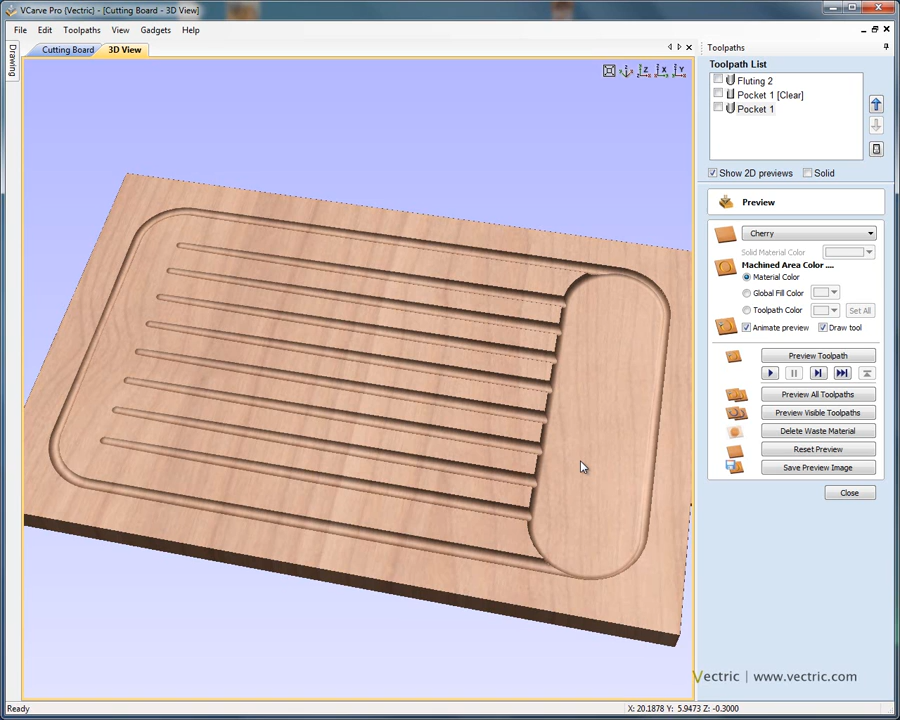 VCarve Pro {Vectric} - [Cutting Board - 3D View]
File Edit Toolpaths View Gadgets Help
Drawing
Cutting Board 3D View
Toolpaths
Toolpath List
Fluting 2
Pocket 1 [Clear]
Pocket 1
Show 2D previews Solid
Preview
Cherry
Solid Material Color
Machined Area Color ....
Material Color
Global Fill Color
Toolpath Color Set All
Animate preview Draw tool
Preview Toolpath
Preview All Toolpaths
Preview Visible Toolpaths
Delete Waste Material
Reset Preview
Save Preview Image
Close
Vectric | www.vectric.com
Ready X: 20.1878 Y: 5.9473 Z: -0.3000